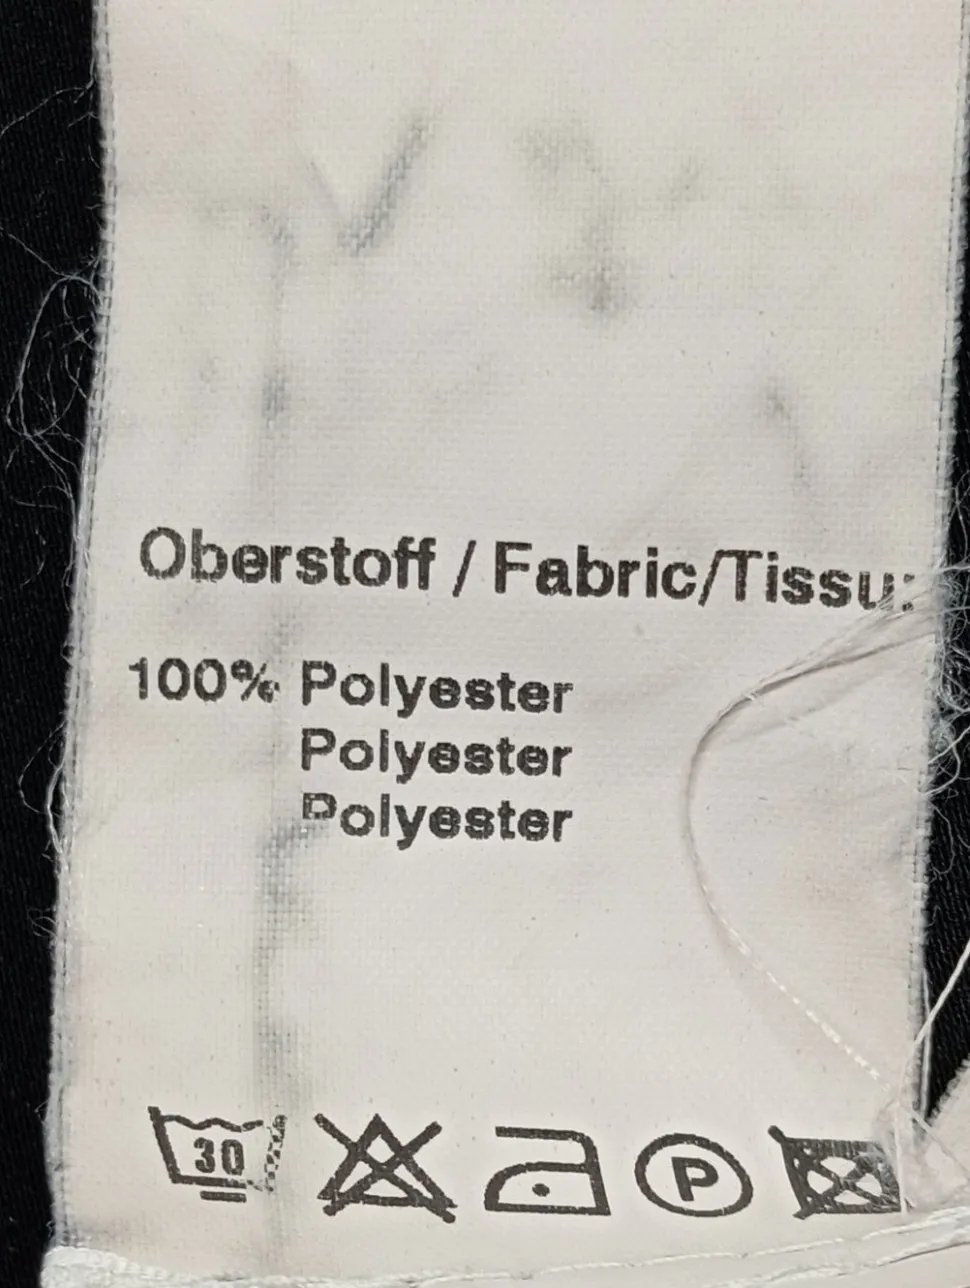 Oberstoff / Fabric/Tissu:
100% Polyester
Polyester
Polyester
30 P